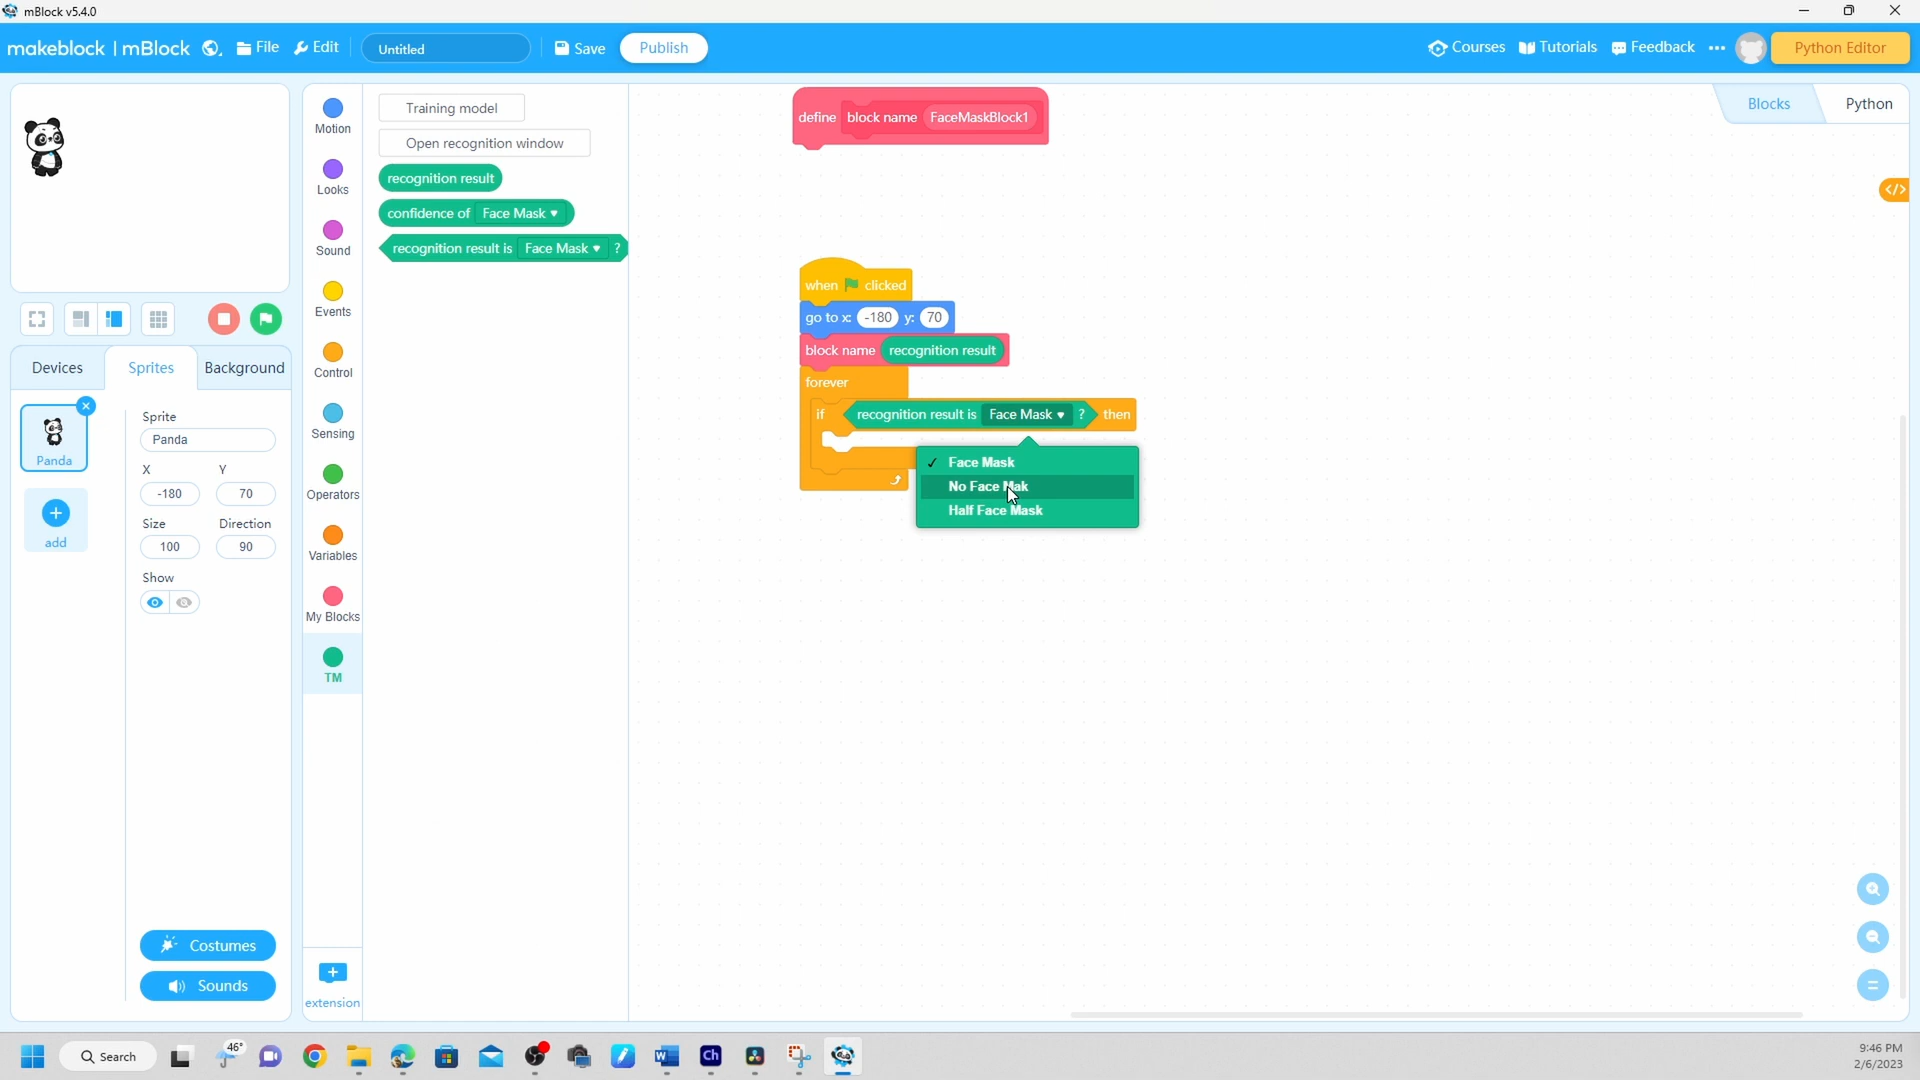 mBlock v5.4.0
makeblock | mBlock File Edit Untitled Save Publish Courses Tutorials Feedback ••• Python Editor
Blocks Python
Motion
Looks
Sound
Events
Control
Sensing
Operators
Variables
My Blocks
TM
extension
Training model
Open recognition window
recognition result
confidence of Face Mask
recognition result is Face Mask ?
define block name FaceMaskBlock1
when clicked
go to x: -180 y: 70
block name recognition result
forever
if recognition result is Face Mask ? then
✓ Face Mask
No Face Mak
Half Face Mask
</>
Devices Sprites Background
Panda
add
Sprite
Panda
X Y
-180 70
Size Direction
100 90
Show
Costumes
Sounds
Search
46°
Ch
W
9:46 PM
2/6/2023